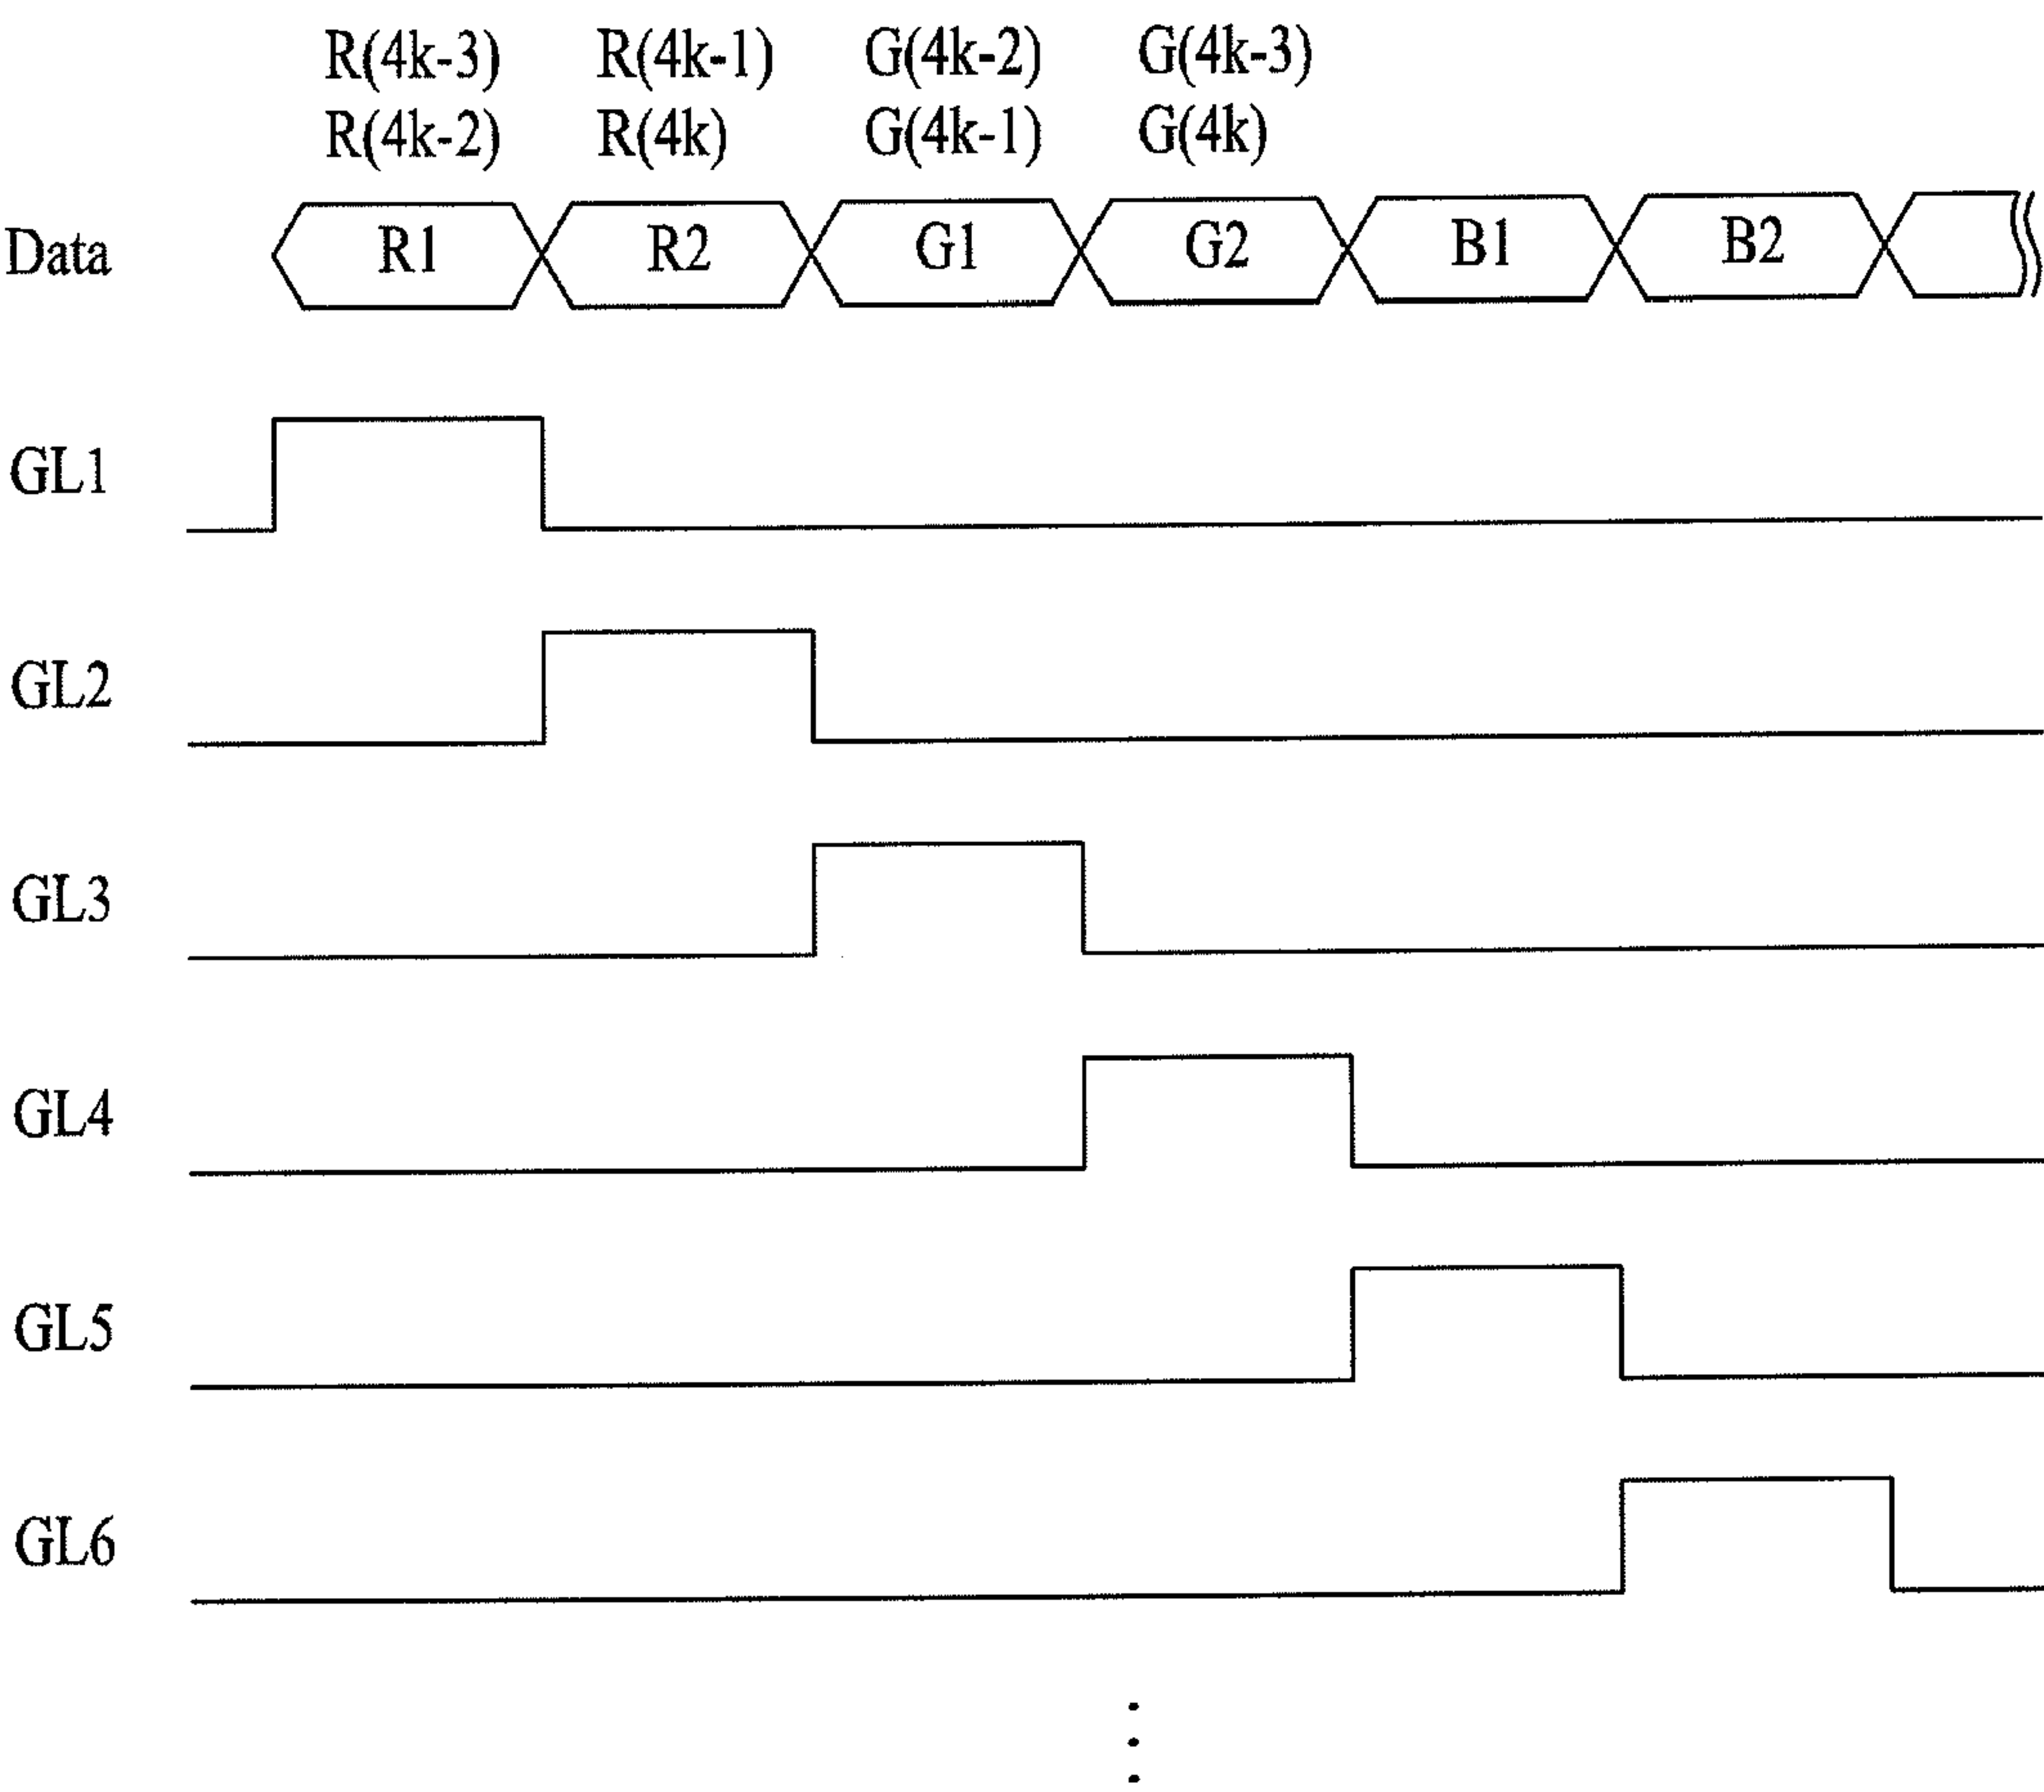 R(4k-3) R(4k-1) G(4k-2) G(4k-3)
R(4k-2) R(4k) G(4k-1) G(4k)
Data R1 R2 G1 G2 B1 B2
GL1
GL2
GL3
GL4
GL5
GL6